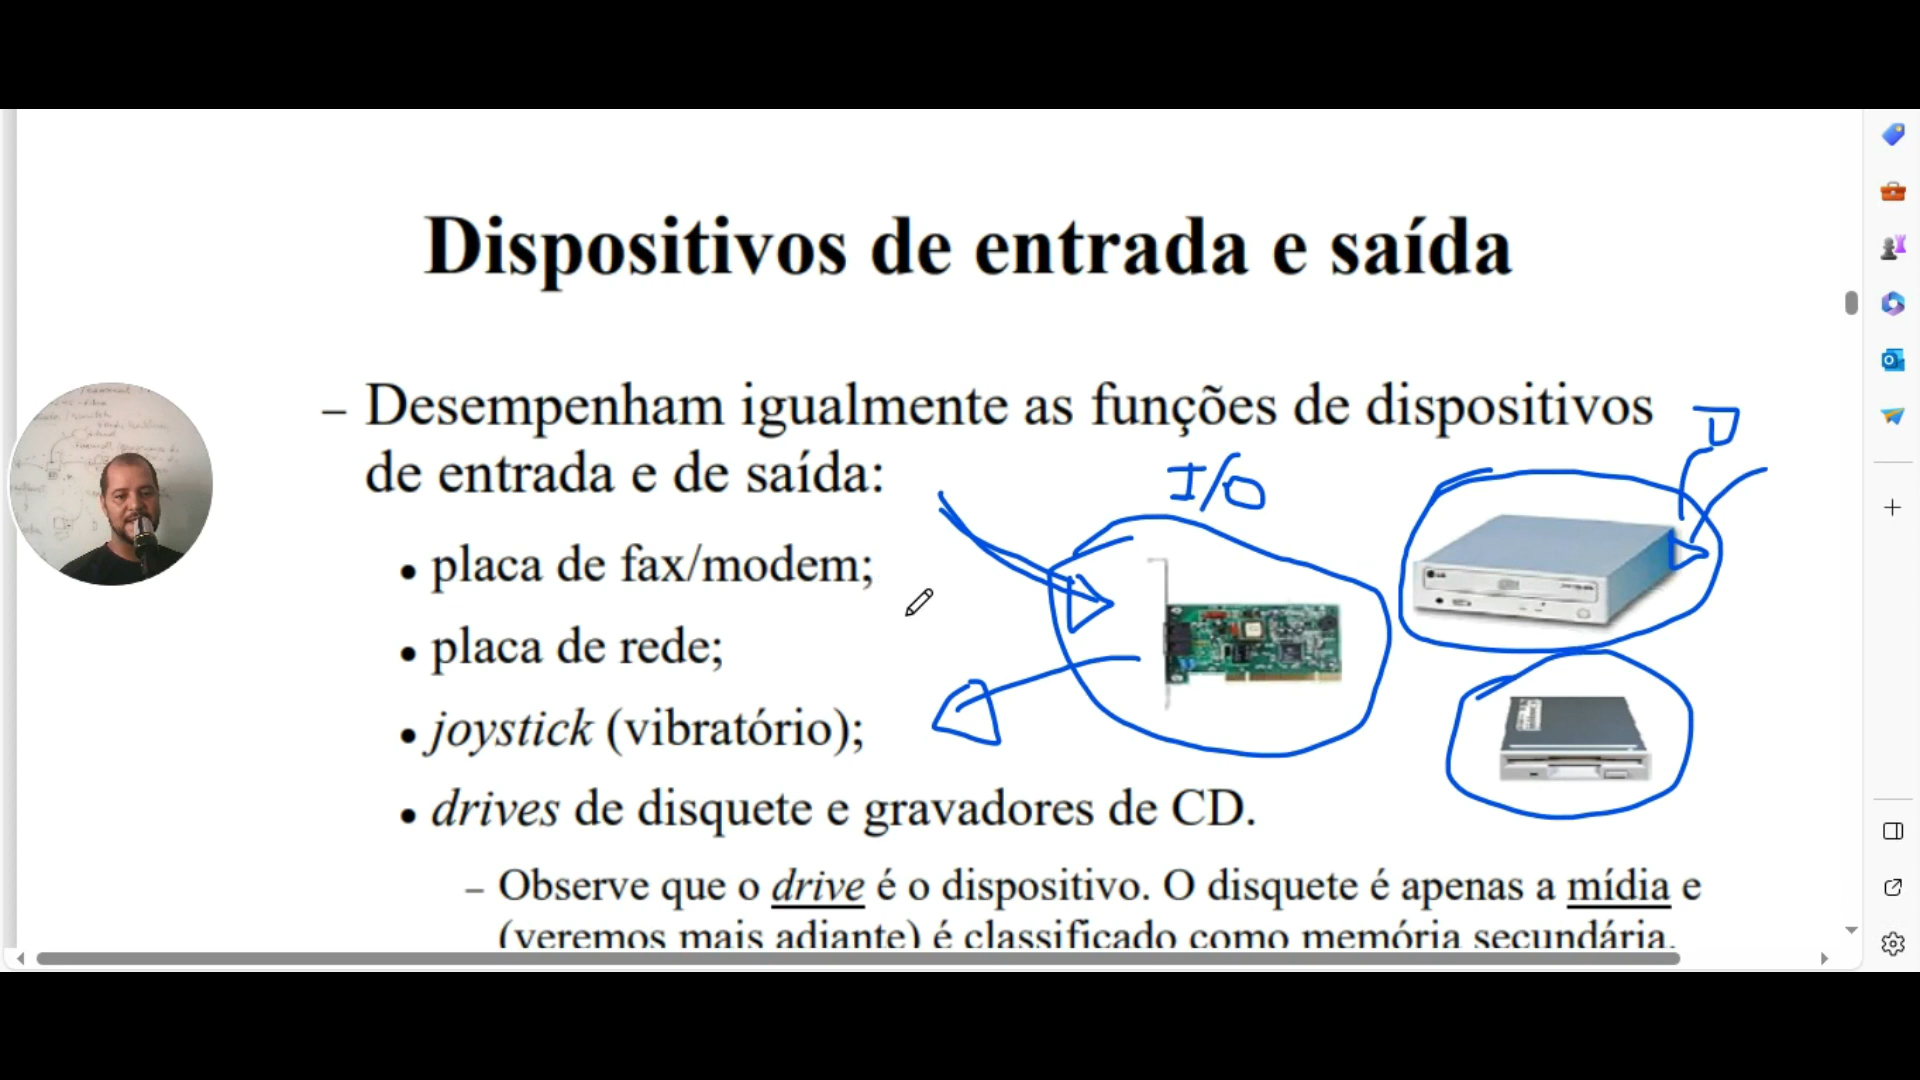 Dispositivos de entrada e saída
– Desempenham igualmente as funções de dispositivos
de entrada e de saída:
I/O
• placa de fax/modem;
• placa de rede;
• joystick (vibratório);
• drives de disquete e gravadores de CD.
– Observe que o drive é o dispositivo. O disquete é apenas a mídia e
(veremos mais adiante) é classificado como memória secundária.